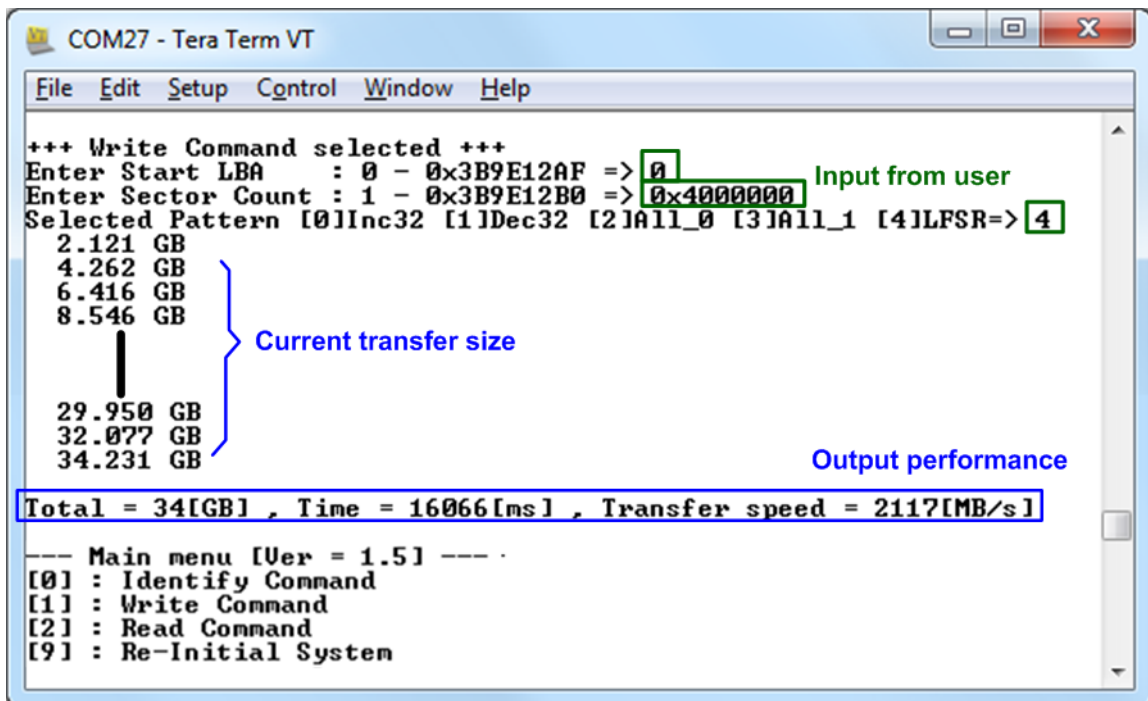 COM27 - Tera Term VT
File Edit Setup Control Window Help
+++ Write Command selected +++
Enter Start LBA : 0 - 0x3B9E12AF => 0
Input from user
Enter Sector Count : 1 - 0x3B9E12B0 => 0x4000000
Selected Pattern [0]Inc32 [1]Dec32 [2]All_0 [3]All_1 [4]LFSR=> 4
2.121 GB
4.262 GB
6.416 GB
8.546 GB
Current transfer size
29.950 GB
32.077 GB
34.231 GB
Output performance
Total = 34[GB] , Time = 16066[ms] , Transfer speed = 2117[MB/s]
--- Main menu [Ver = 1.5] ---
[0] : Identify Command
[1] : Write Command
[2] : Read Command
[9] : Re-Initial System